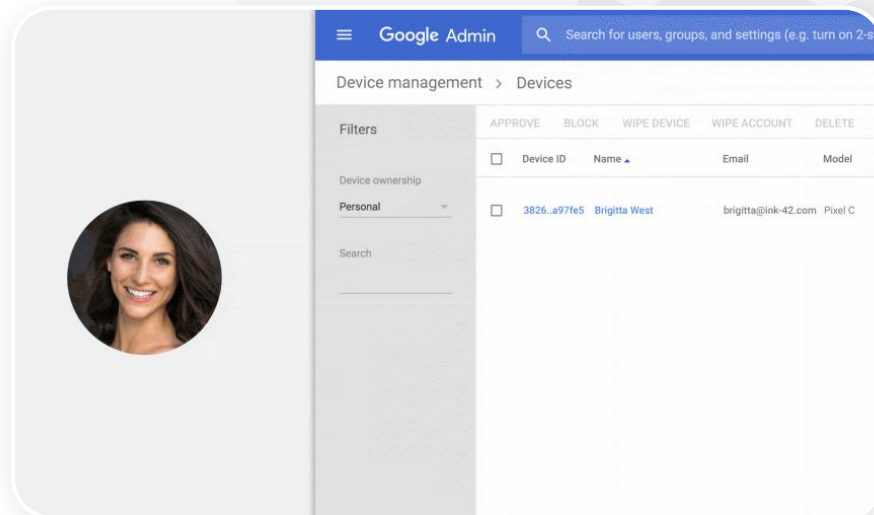 Google Admin
Search for users, groups, and settings (e.g. turn on 2-s
Device management > Devices
Filters
APPROVE BLOCK WIPE DEVICE WIPE ACCOUNT DELETE
Device ID Name Email Model
Device ownership
Personal
3826..a97fe5 Brigitta West brigitta@ink-42.com Pixel C
Search